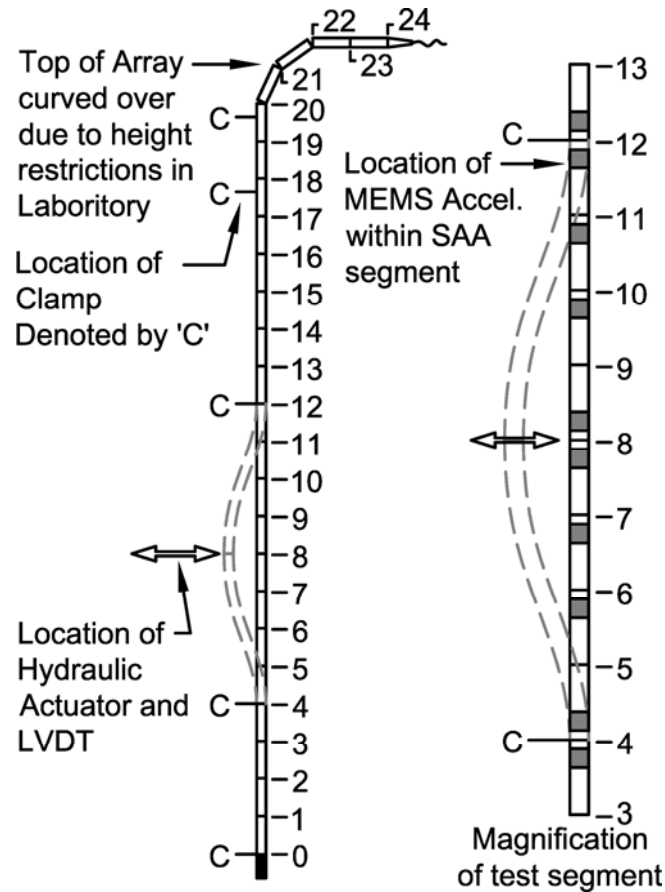 Top of Array
curved over
due to height
restrictions in
Laboritory
Location of
Clamp
Denoted by 'C'
Location of
Hydraulic
Actuator and
LVDT
22
24
23
21
20
19
18
17
16
15
14
13
12
11
10
9
8
7
6
5
4
3
2
1
0
C
C
C
C
C
Location of
MEMS Accel.
within SAA
segment
13
12
11
10
9
8
7
6
5
4
3
C
C
Magnification
of test segment